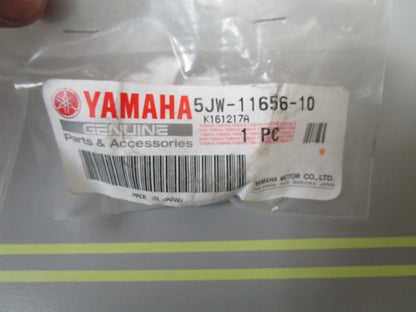 YAMAHA 5JW-11656-10
K161217A
GENUINE
Parts & Accessories
1 PC
MADE IN JAPAN
YAMAHA MOTOR CO.,LTD.